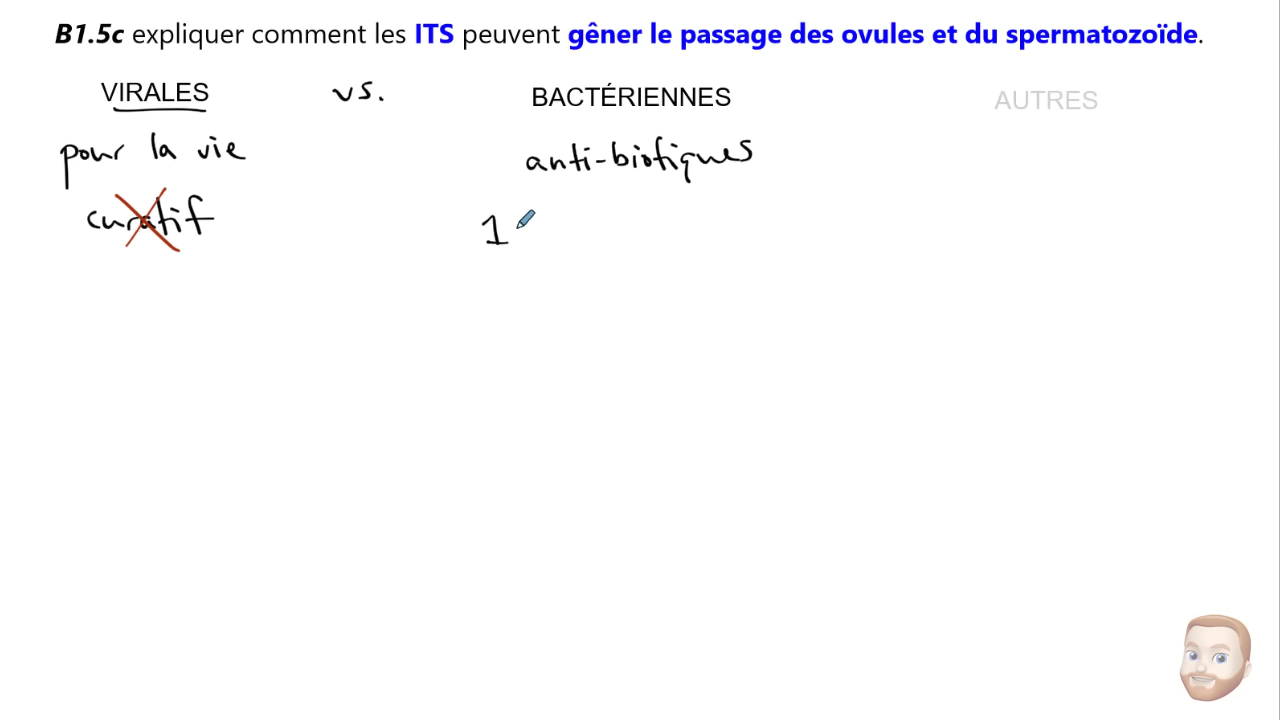 B1.5c expliquer comment les ITS peuvent gêner le passage des ovules et du spermatozoïde.
VIRALES vs. BACTÉRIENNES AUTRES
pour la vie anti-biotiques
curatif 1